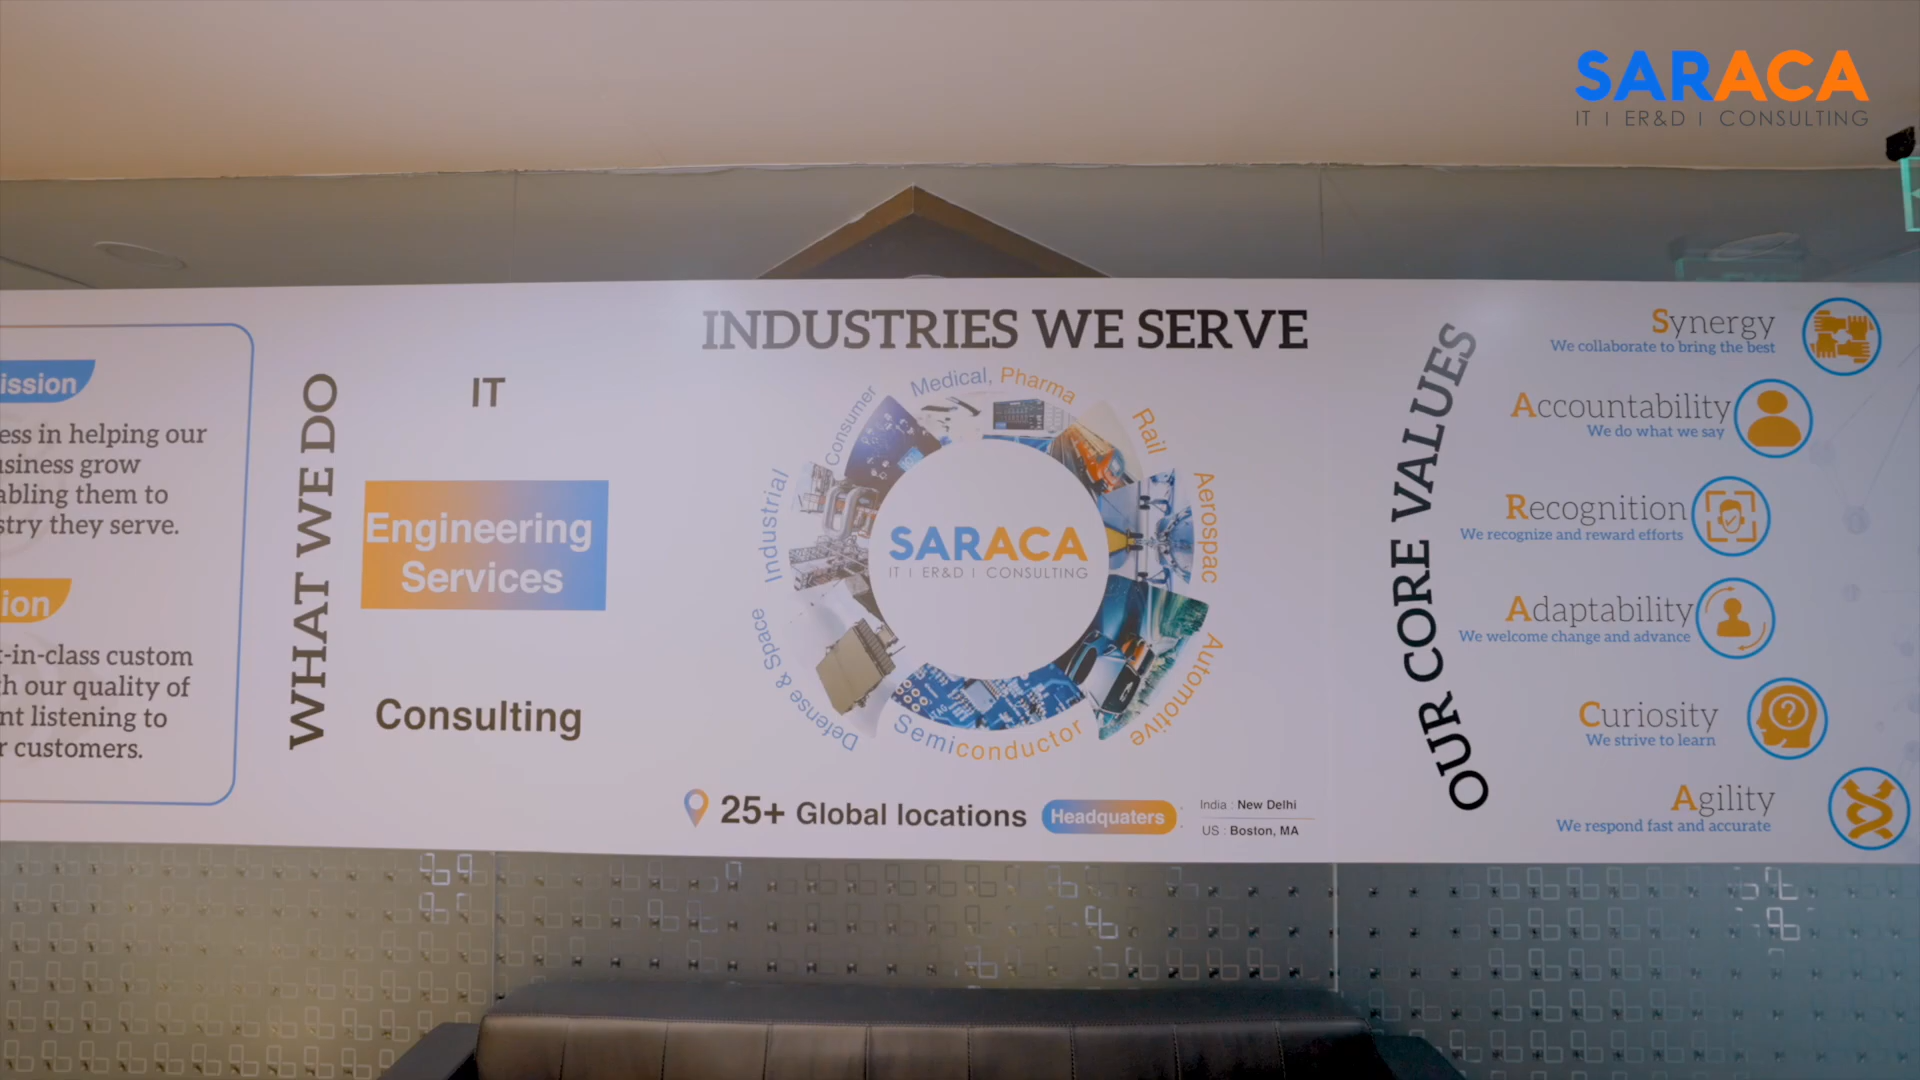 SARACA
IT | ER&D | CONSULTING
ission
ess in helping our
usiness grow
abling them to
stry they serve.
ion
t-in-class custom
h our quality of
nt listening to
r customers.
WHAT WE DO
IT
Engineering
Services
Consulting
INDUSTRIES WE SERVE
Medical, Pharma
Rail
Aerospac
Automotive
Semiconductor
Defense & Space
Industrial
Consumer
SARACA
IT | ER&D | CONSULTING
25+ Global locations
Headquaters
India : New Delhi
US : Boston, MA
OUR CORE VALUES
Synergy
We collaborate to bring the best
Accountability
We do what we say
Recognition
We recognize and reward efforts
Adaptability
We welcome change and advance
Curiosity
We strive to learn
Agility
We respond fast and accurate